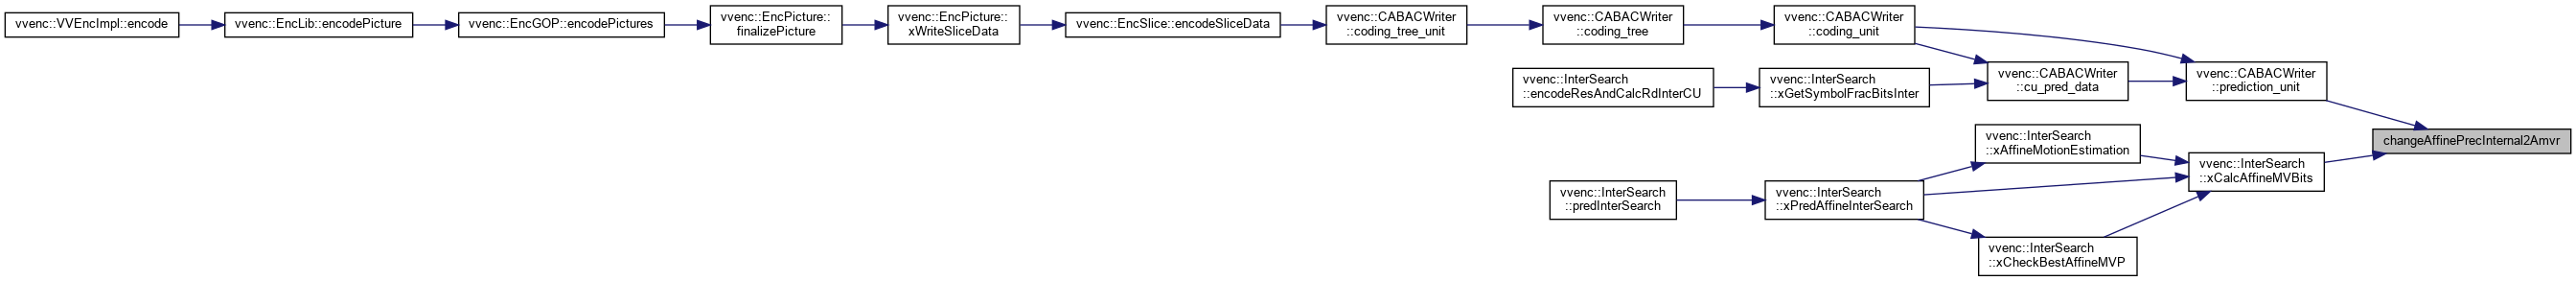 vvenc::VVEncImpl::encode
vvenc::EncLib::encodePicture
vvenc::EncGOP::encodePictures
vvenc::EncPicture::
finalizePicture
vvenc::EncPicture::
xWriteSliceData
vvenc::EncSlice::encodeSliceData
vvenc::CABACWriter
::coding_tree_unit
vvenc::CABACWriter
::coding_tree
vvenc::CABACWriter
::coding_unit
vvenc::InterSearch
::encodeResAndCalcRdInterCU
vvenc::InterSearch
::xGetSymbolFracBitsInter
vvenc::CABACWriter
::cu_pred_data
vvenc::CABACWriter
::prediction_unit
changeAffinePrecInternal2Amvr
vvenc::InterSearch
::xAffineMotionEstimation
vvenc::InterSearch
::xCalcAffineMVBits
vvenc::InterSearch
::predInterSearch
vvenc::InterSearch
::xPredAffineInterSearch
vvenc::InterSearch
::xCheckBestAffineMVP